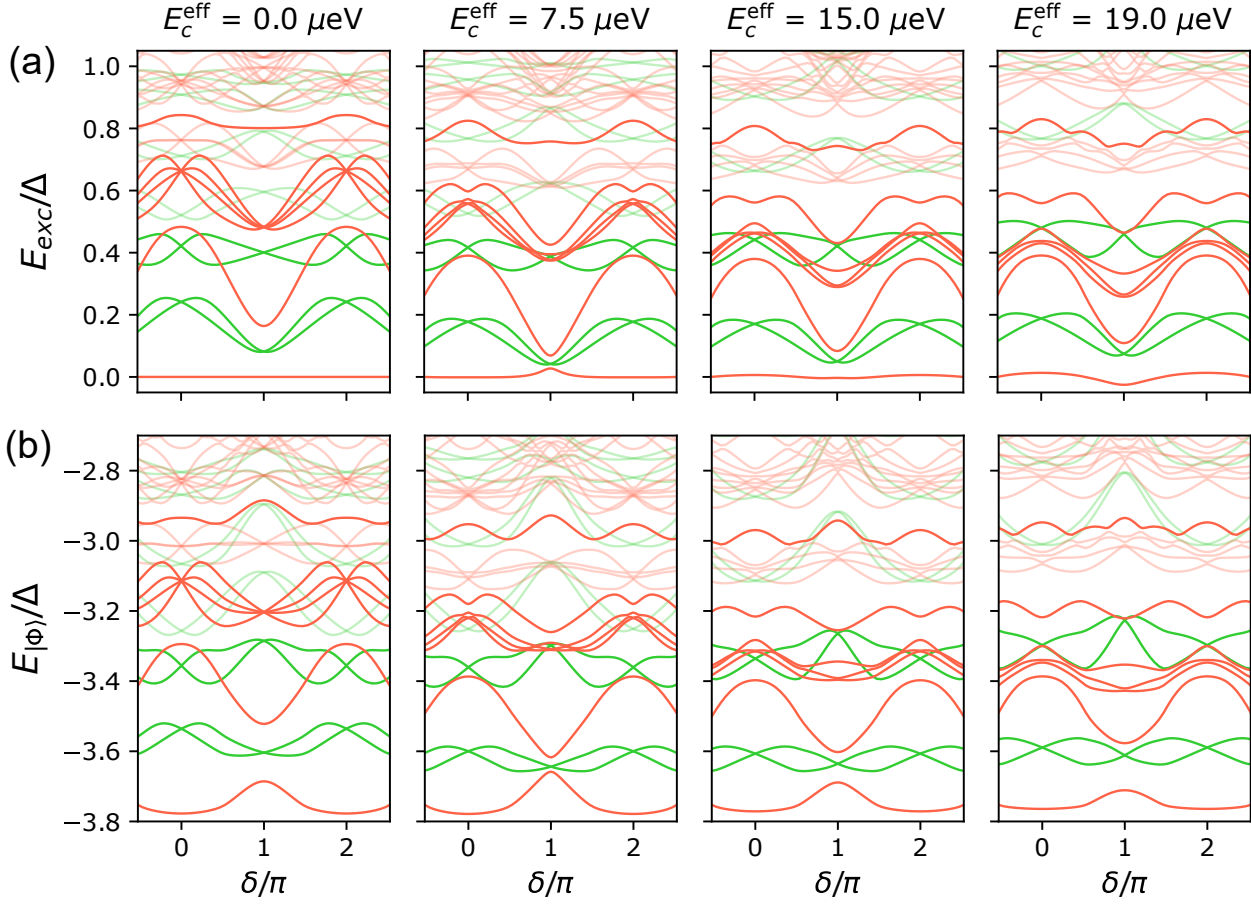 E_c^eff = 0.0 μeV
E_c^eff = 7.5 μeV
E_c^eff = 15.0 μeV
E_c^eff = 19.0 μeV
(a)
E_exc/Δ
1.0
0.8
0.6
0.4
0.2
0.0
(b)
E_|Φ⟩/Δ
−2.8
−3.0
−3.2
−3.4
−3.6
−3.8
0 1 2
0 1 2
0 1 2
0 1 2
δ/π
δ/π
δ/π
δ/π